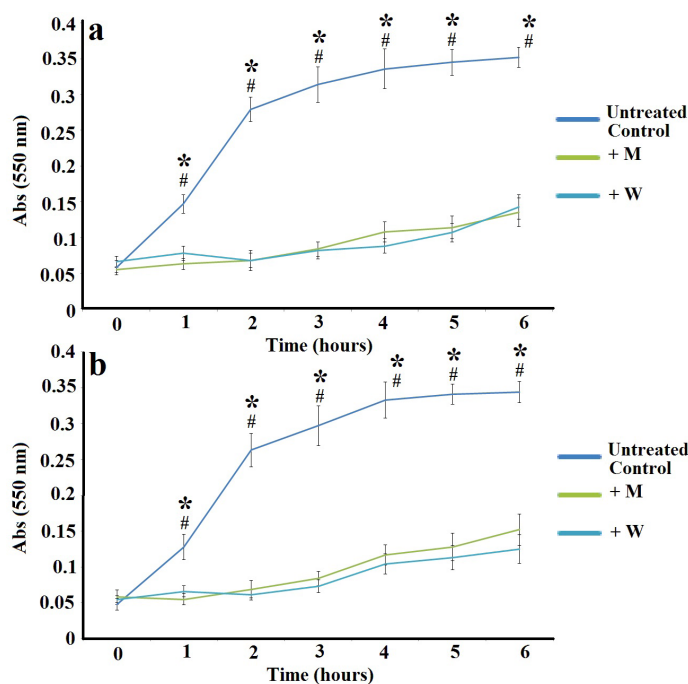 a
0.4
0.35
0.3
0.25
0.2
0.15
0.1
0.05
0
Abs (550 nm)
*
#
*
#
*
#
*
#
*
#
*
#
0 1 2 3 4 5 6
Time (hours)
Untreated
Control
+ M
+ W
b
0.4
0.35
0.3
0.25
0.2
0.15
0.1
0.05
0
Abs (550 nm)
*
#
*
#
*
#
*
#
*
#
*
#
0 1 2 3 4 5 6
Time (hours)
Untreated
Control
+ M
+ W